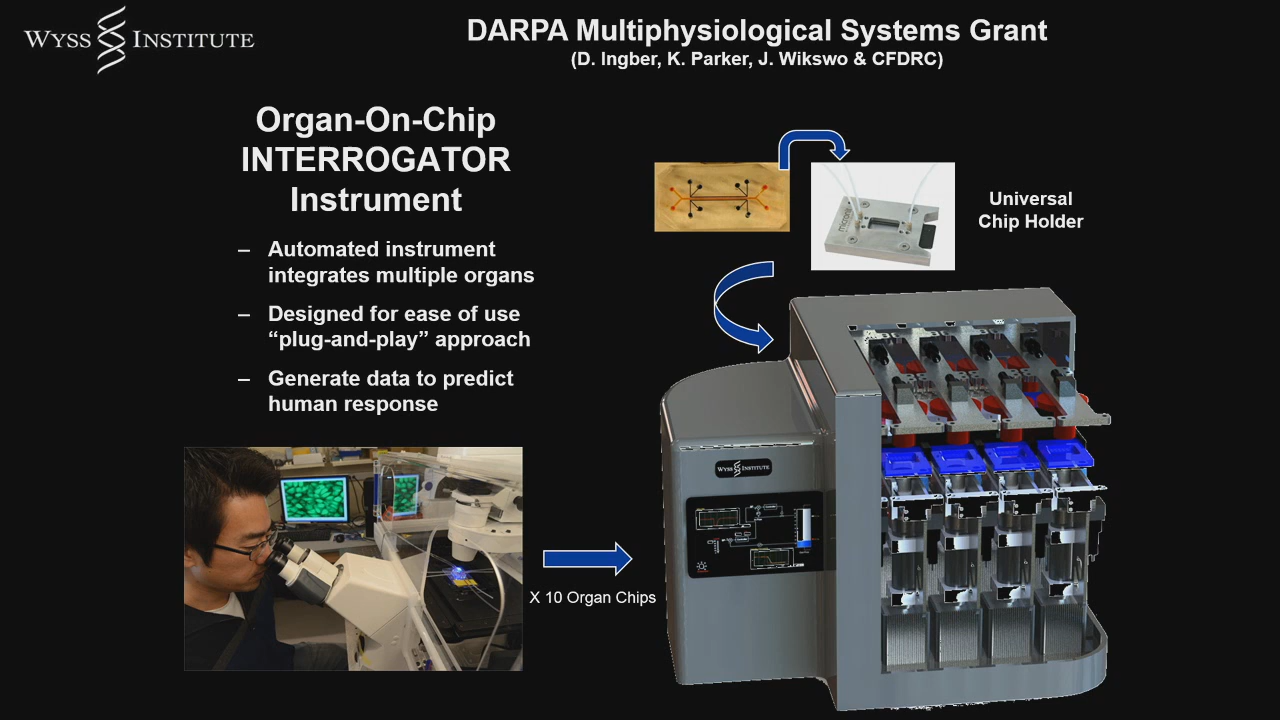 WYSS INSTITUTE
DARPA Multiphysiological Systems Grant
(D. Ingber, K. Parker, J. Wikswo & CFDRC)
Organ-On-Chip
INTERROGATOR
Instrument
– Automated instrument
integrates multiple organs
– Designed for ease of use
“plug-and-play” approach
– Generate data to predict
human response
Universal
Chip Holder
X 10 Organ Chips
WYSS INSTITUTE